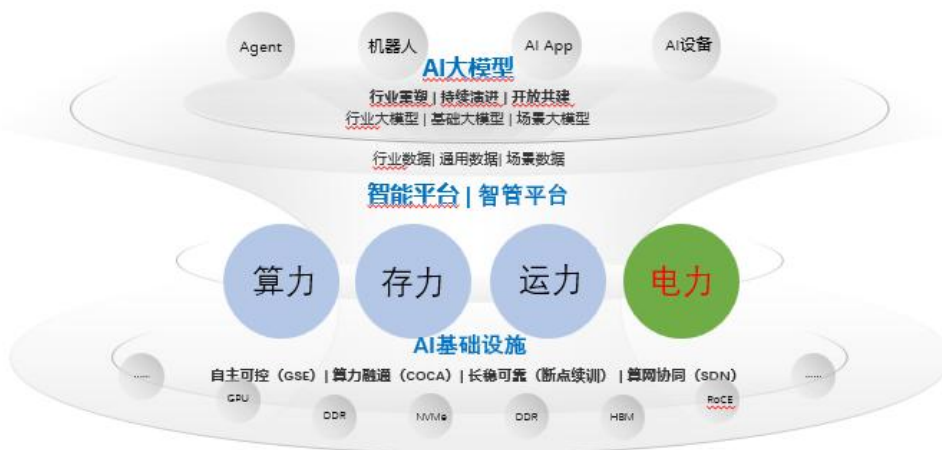 Agent 机器人 AI App AI设备
AI大模型
行业重塑 | 持续演进 | 开放共建
行业大模型 | 基础大模型 | 场景大模型
行业数据| 通用数据| 场景数据
智能平台 | 智管平台
算力 存力 运力 电力
AI基础设施
...... 自主可控（GSE）| 算力融通（COCA）| 长稳可靠（断点续训）| 算网协同（SDN） ......
GPU DDR NVMe DDR HBM RoCE